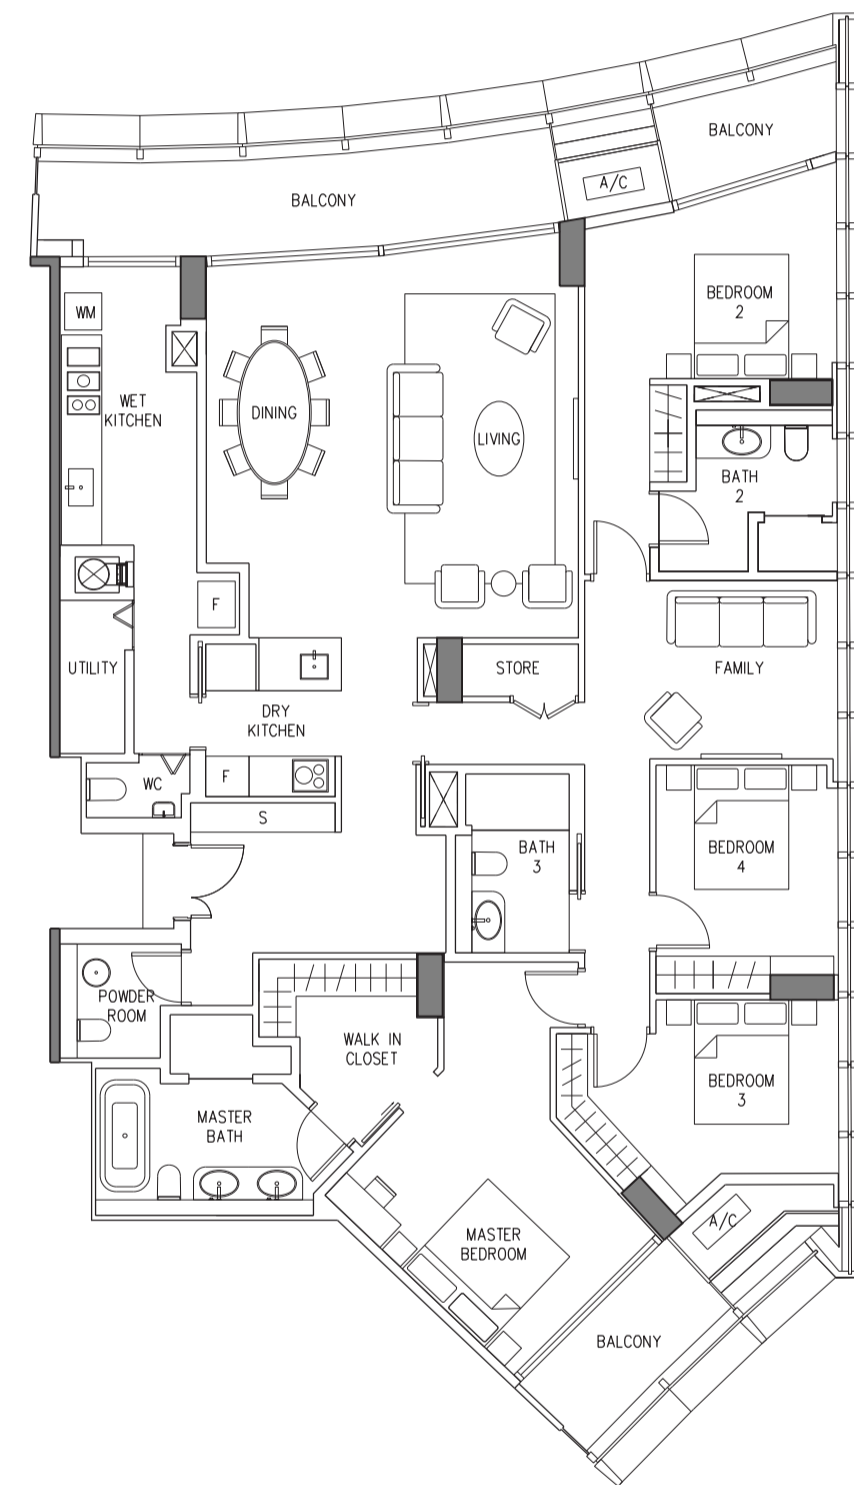 BALCONY
A/C
BALCONY
WM
BEDROOM
2
WET
KITCHEN
DINING
LIVING
BATH
2
F
UTILITY
STORE
FAMILY
DRY
KITCHEN
WC
F
S
BATH
3
BEDROOM
4
POWDER
ROOM
WALK IN
CLOSET
BEDROOM
3
MASTER
BATH
A/C
MASTER
BEDROOM
BALCONY